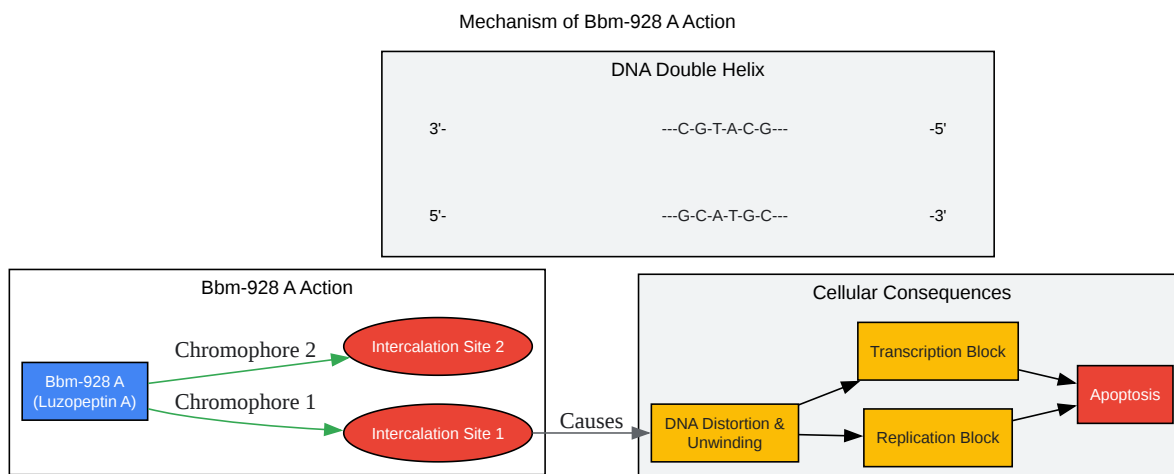 Mechanism of Bbm-928 A Action
DNA Double Helix
3'- ---C-G-T-A-C-G--- -5'
5'- ---G-C-A-T-G-C--- -3'
Bbm-928 A Action
Bbm-928 A
(Luzopeptin A)
Chromophore 2
Chromophore 1
Intercalation Site 2
Intercalation Site 1
Causes
Cellular Consequences
DNA Distortion &
Unwinding
Transcription Block
Replication Block
Apoptosis